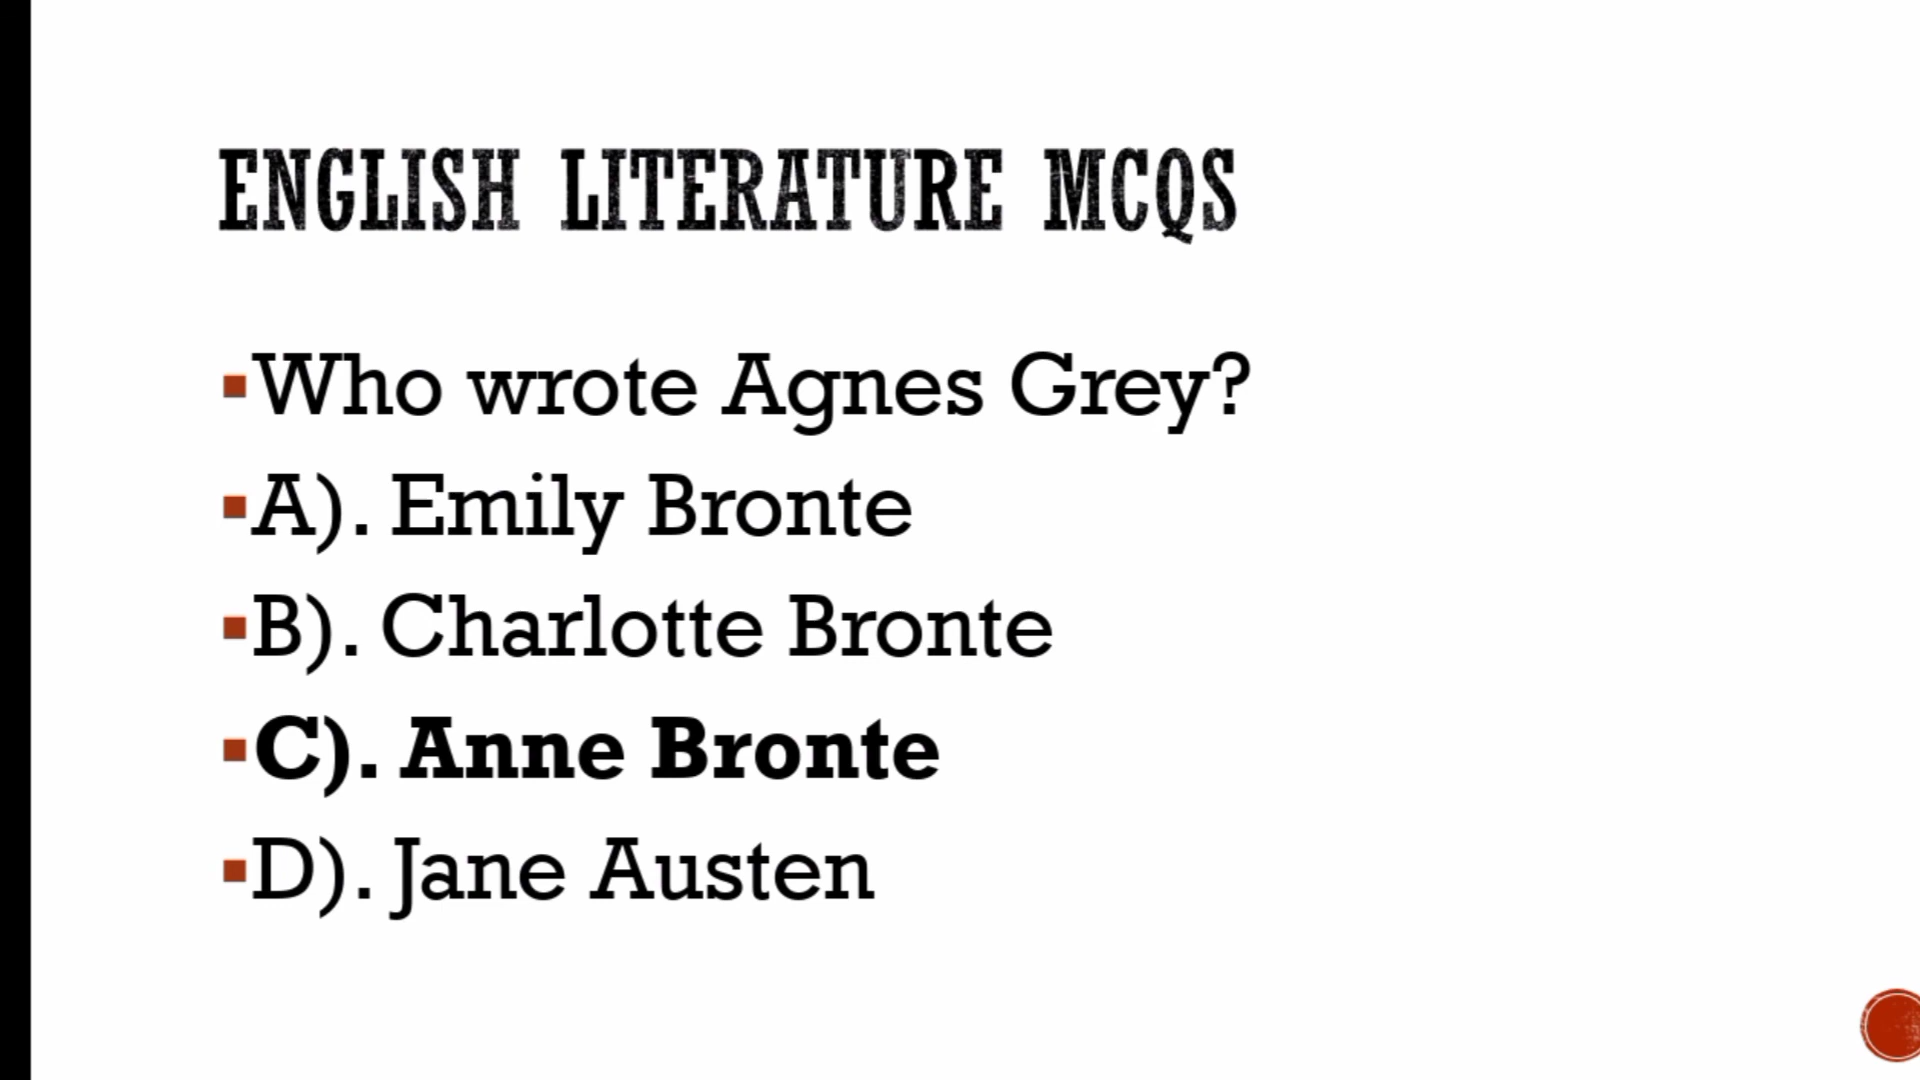 ENGLISH LITERATURE MCQS
Who wrote Agnes Grey?
A). Emily Bronte
B). Charlotte Bronte
C). Anne Bronte
D). Jane Austen